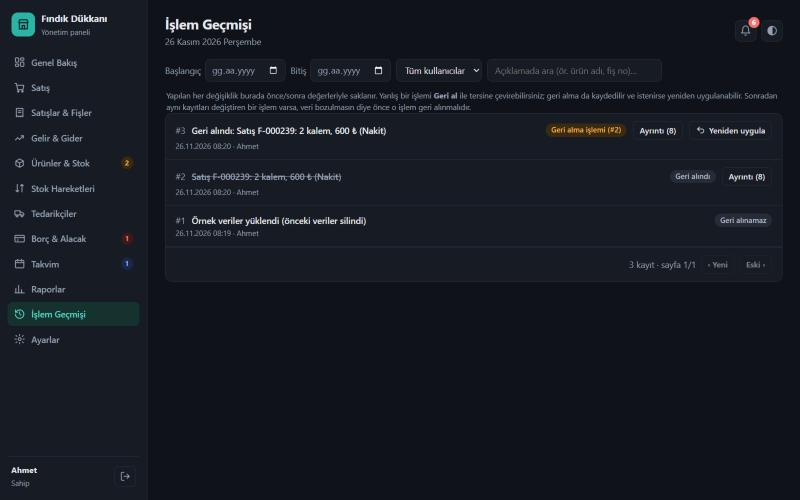 Fındık Dükkanı
Yönetim paneli
Genel Bakış
Satış
Satışlar & Fişler
Gelir & Gider
Ürünler & Stok 2
Stok Hareketleri
Tedarikçiler
Borç & Alacak 1
Takvim 1
Raporlar
İşlem Geçmişi
Ayarlar
Ahmet
Sahip
İşlem Geçmişi
26 Kasım 2026 Perşembe
6
Başlangıç gg.aa.yyyy Bitiş gg.aa.yyyy Tüm kullanıcılar Açıklamada ara (ör. ürün adı, fiş no)...
Yapılan her değişiklik burada önce/sonra değerleriyle saklanır. Yanlış bir işlemi Geri al ile tersine çevirebilirsiniz; geri alma da kaydedilir ve istenirse yeniden uygulanabilir. Sonradan
aynı kayıtları değiştiren bir işlem varsa, veri bozulmasın diye önce o işlem geri alınmalıdır.
#3 Geri alındı: Satış F-000239: 2 kalem, 600 ₺ (Nakit) Geri alma işlemi (#2) Ayrıntı (8) Yeniden uygula
26.11.2026 08:20 · Ahmet
#2 Satış F-000239: 2 kalem, 600 ₺ (Nakit) Geri alındı Ayrıntı (8)
26.11.2026 08:20 · Ahmet
#1 Örnek veriler yüklendi (önceki veriler silindi) Geri alınamaz
26.11.2026 08:19 · Ahmet
3 kayıt · sayfa 1/1 ‹ Yeni Eski ›